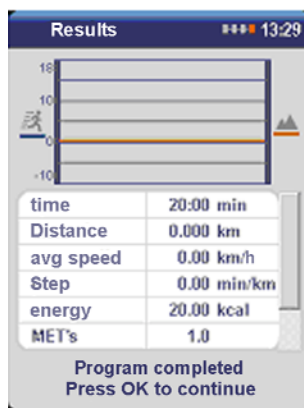 Results 13:29
18
10
0
-10
time 20:00 min
Distance 0.000 km
avg speed 0.00 km/h
Step 0.00 min/km
energy 20.00 kcal
MET's 1.0
Program completed
Press OK to continue